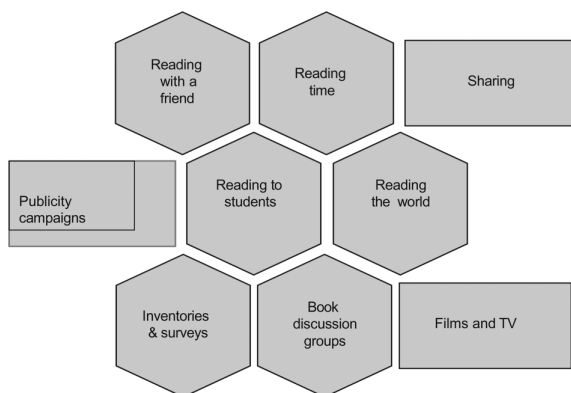 Reading
with a
friend
Reading
time
Sharing
Publicity
campaigns
Reading to
students
Reading
the world
Inventories
& surveys
Book
discussion
groups
Films and TV